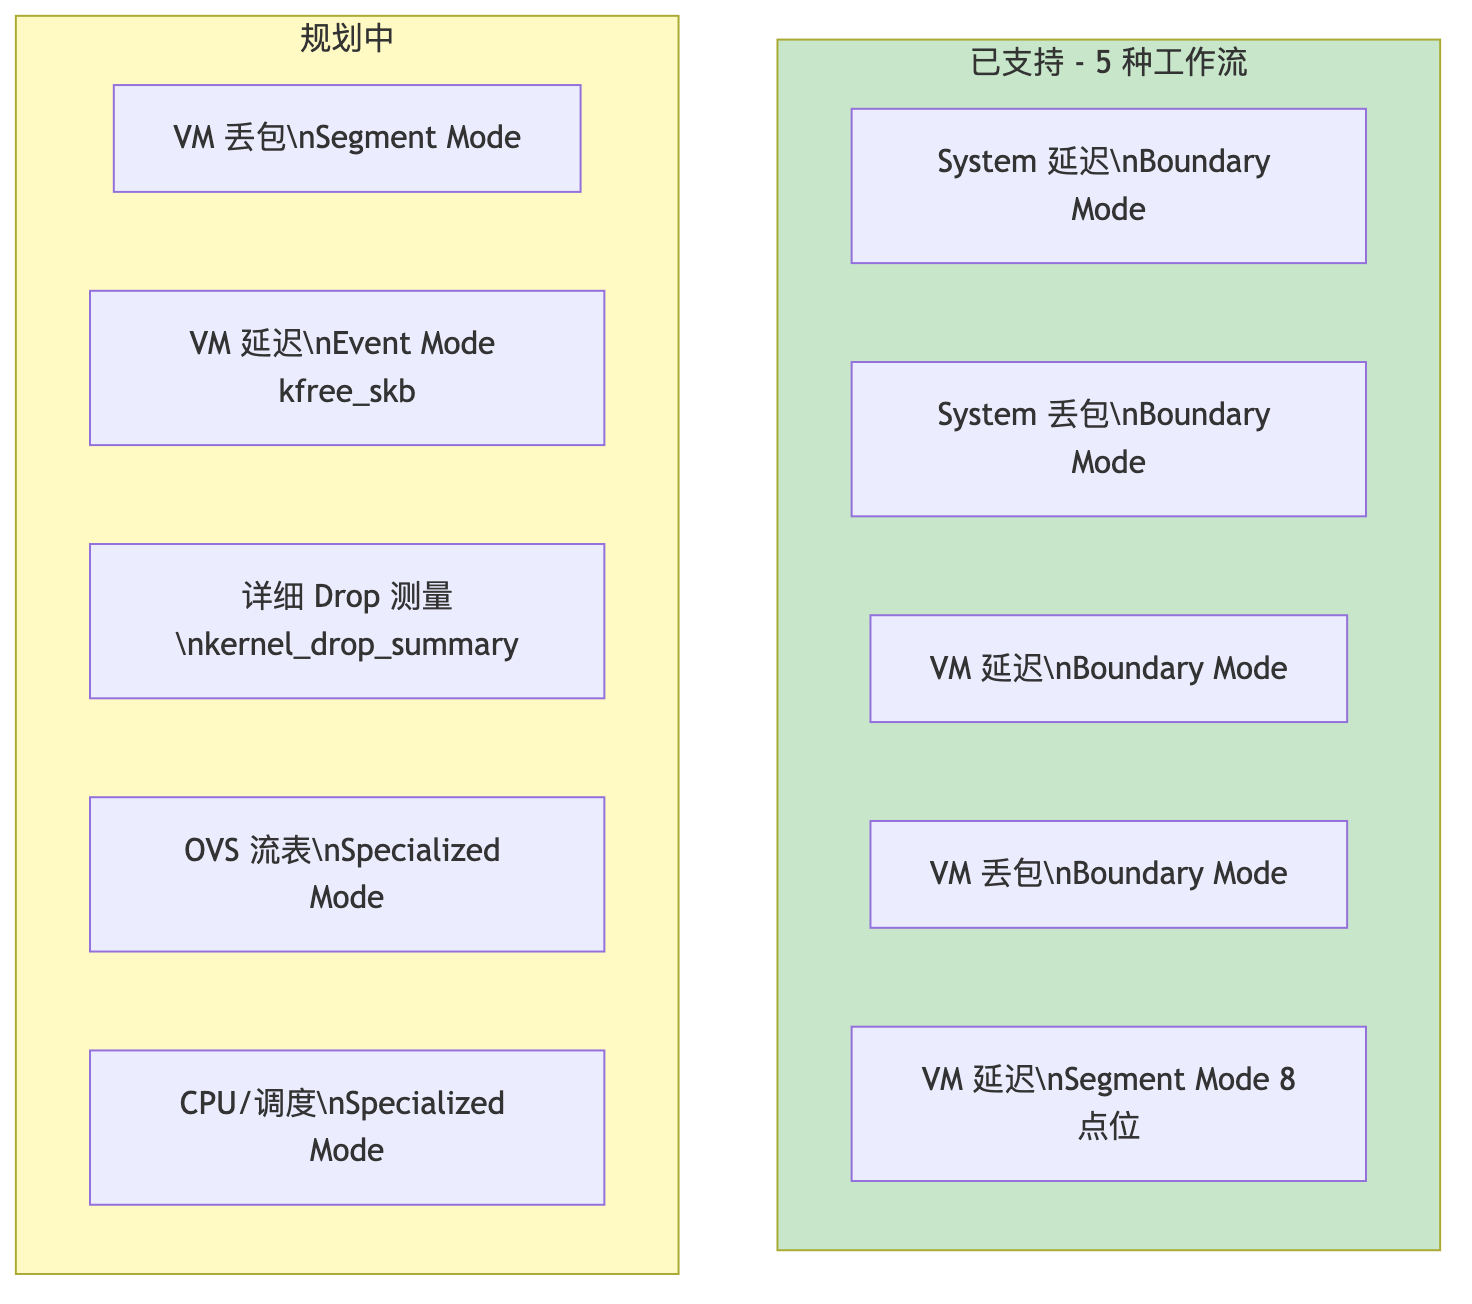 规划中
VM 丢包\nSegment Mode
VM 延迟\nEvent Mode
kfree_skb
详细 Drop 测量
\nkernel_drop_summary
OVS 流表\nSpecialized
Mode
CPU/调度\nSpecialized
Mode
已支持 - 5 种工作流
System 延迟\nBoundary
Mode
System 丢包\nBoundary
Mode
VM 延迟\nBoundary Mode
VM 丢包\nBoundary Mode
VM 延迟\nSegment Mode 8
点位